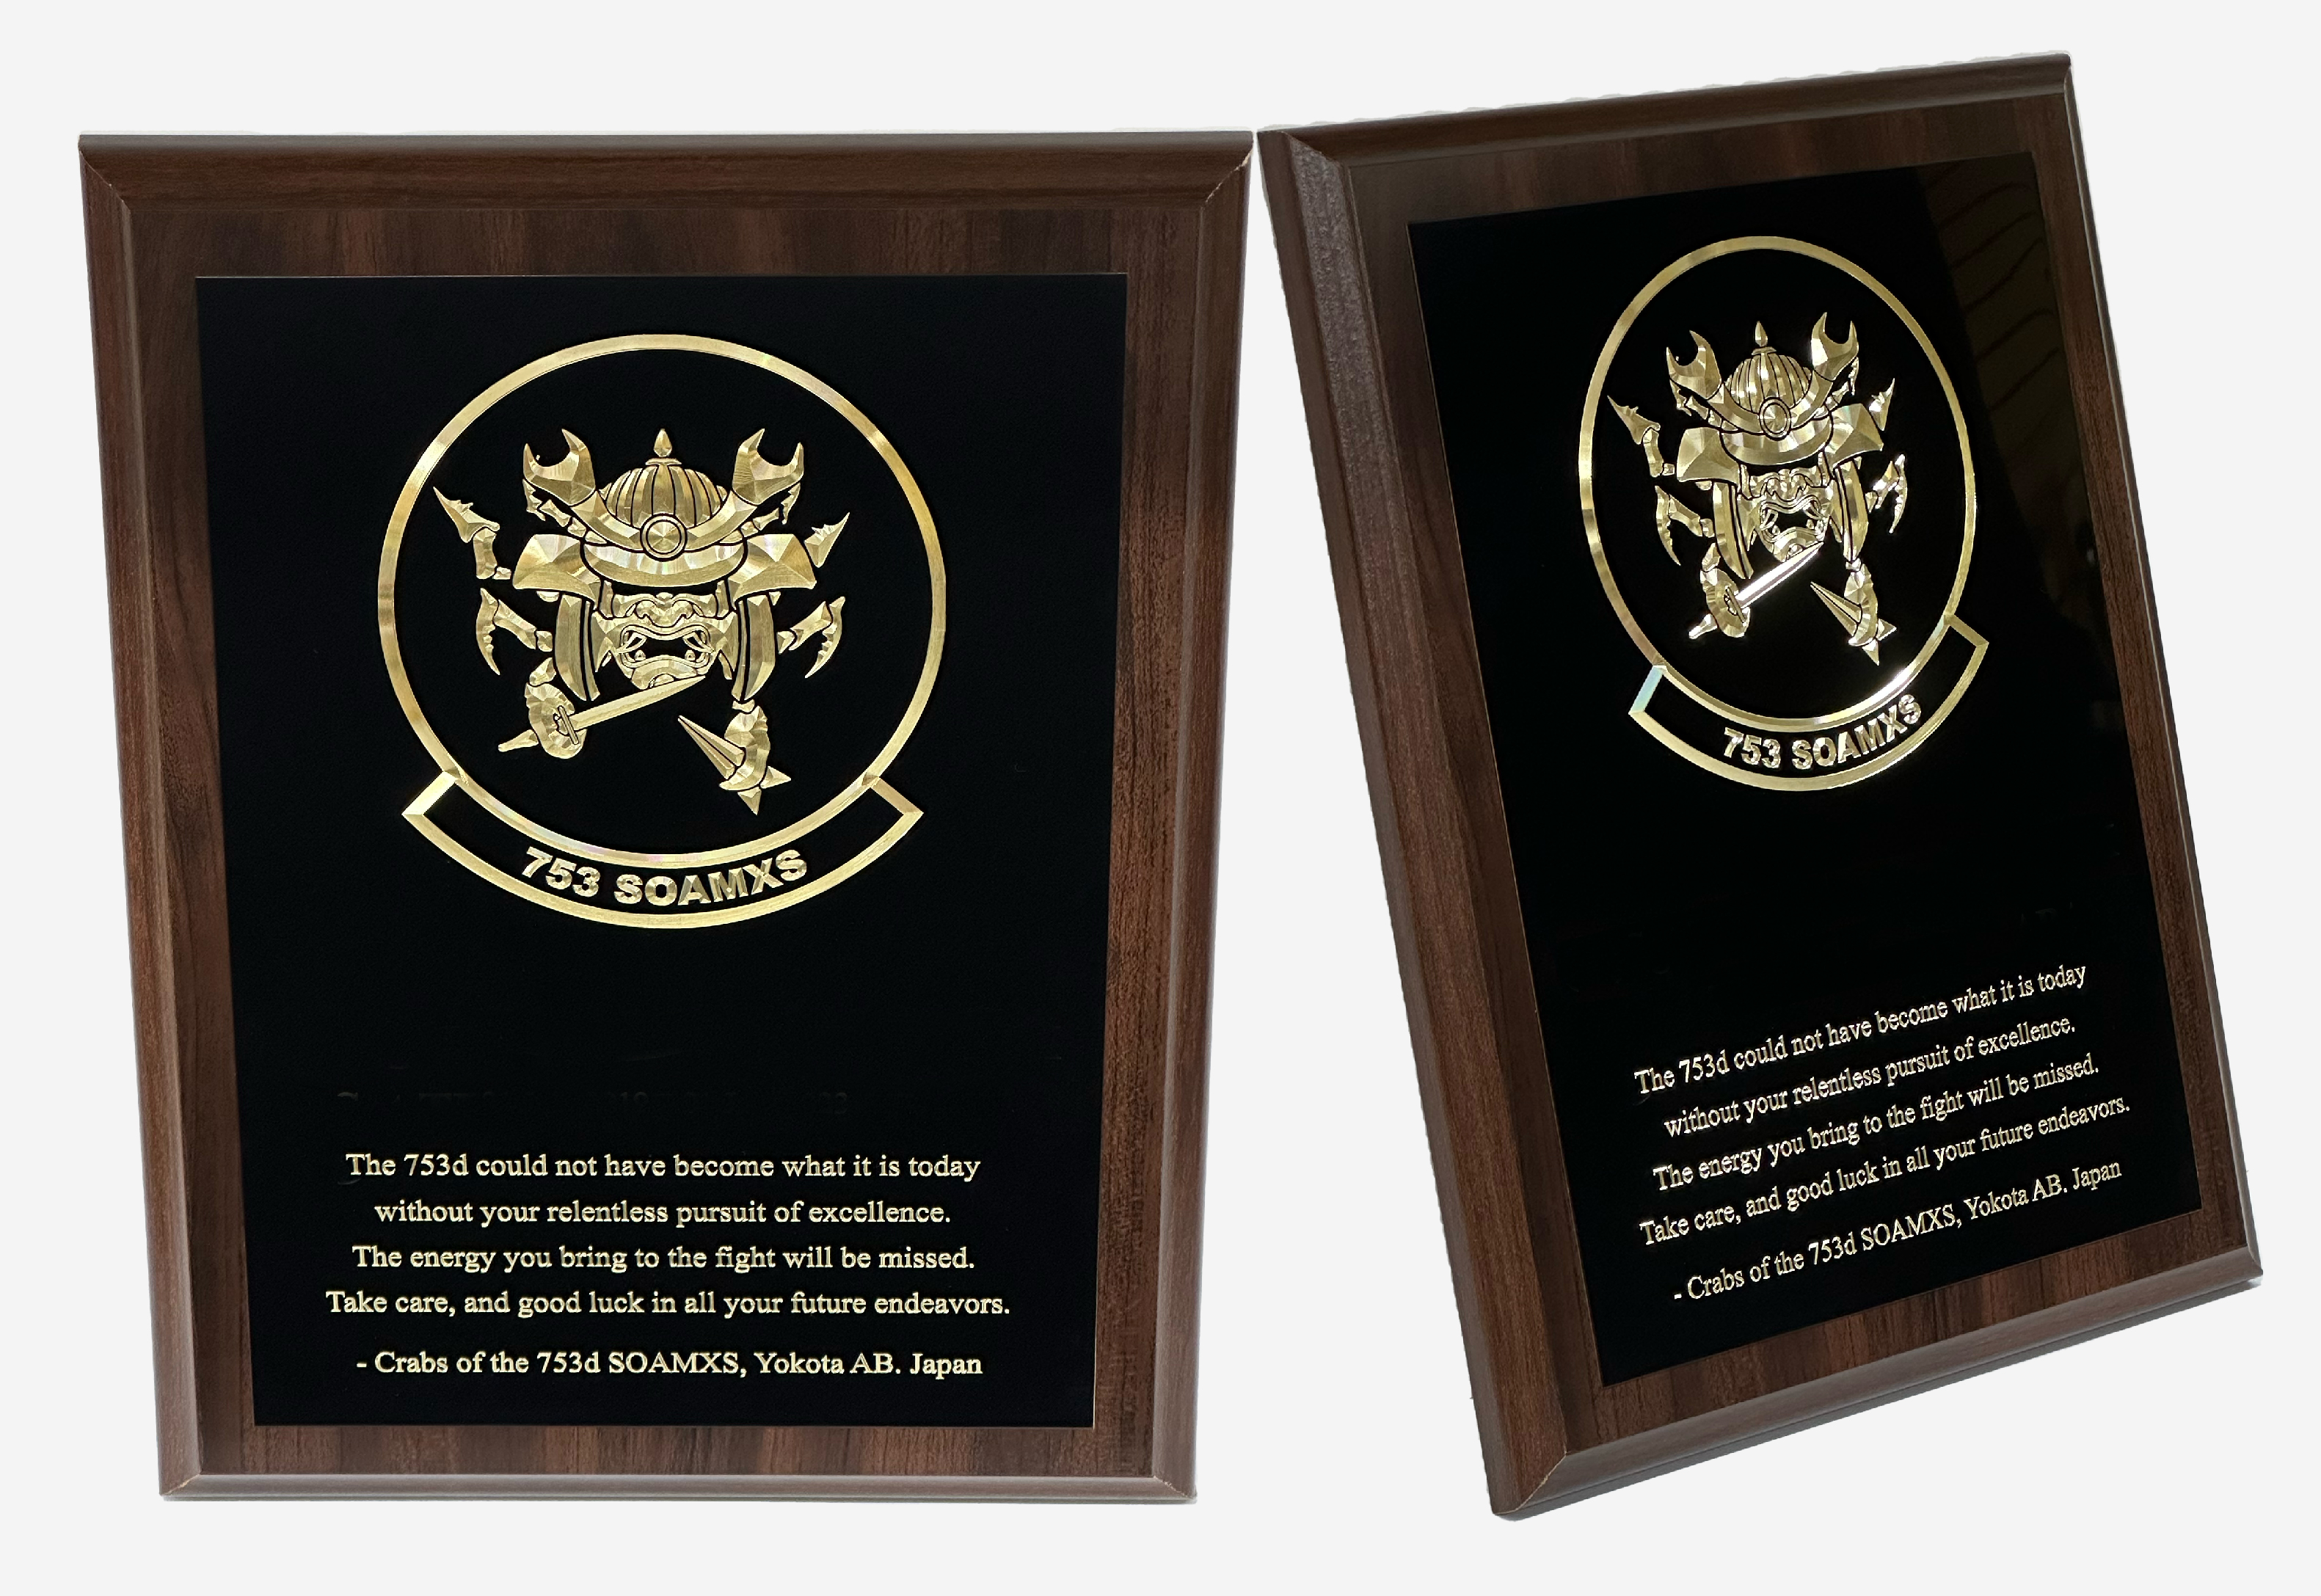 753 SOAMXS
The 753d could not have become what it is today
without your relentless pursuit of excellence.
The energy you bring to the fight will be missed.
Take care, and good luck in all your future endeavors.
- Crabs of the 753d SOAMXS, Yokota AB. Japan
753 SOAMXS
The 753d could not have become what it is today
without your relentless pursuit of excellence.
The energy you bring to the fight will be missed.
Take care, and good luck in all your future endeavors.
- Crabs of the 753d SOAMXS, Yokota AB. Japan